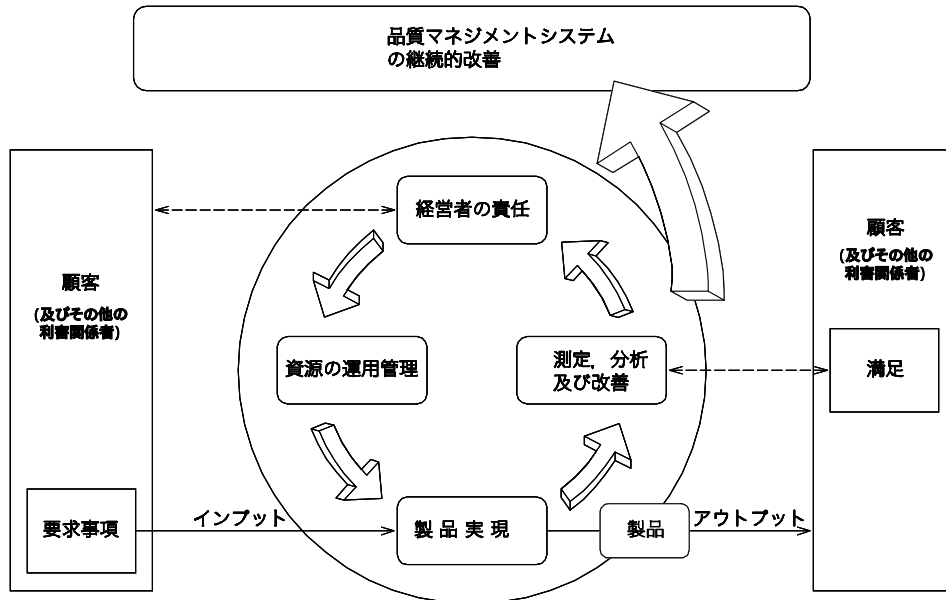 品質マネジメントシステム
の継続的改善
経営者の責任
顧客
(及びその他の
利害関係者)
顧客
(及びその他の
利害関係者)
資源の運用管理
測定，分析
及び改善
満足
要求事項
インプット
製品実現
製品
アウトプット